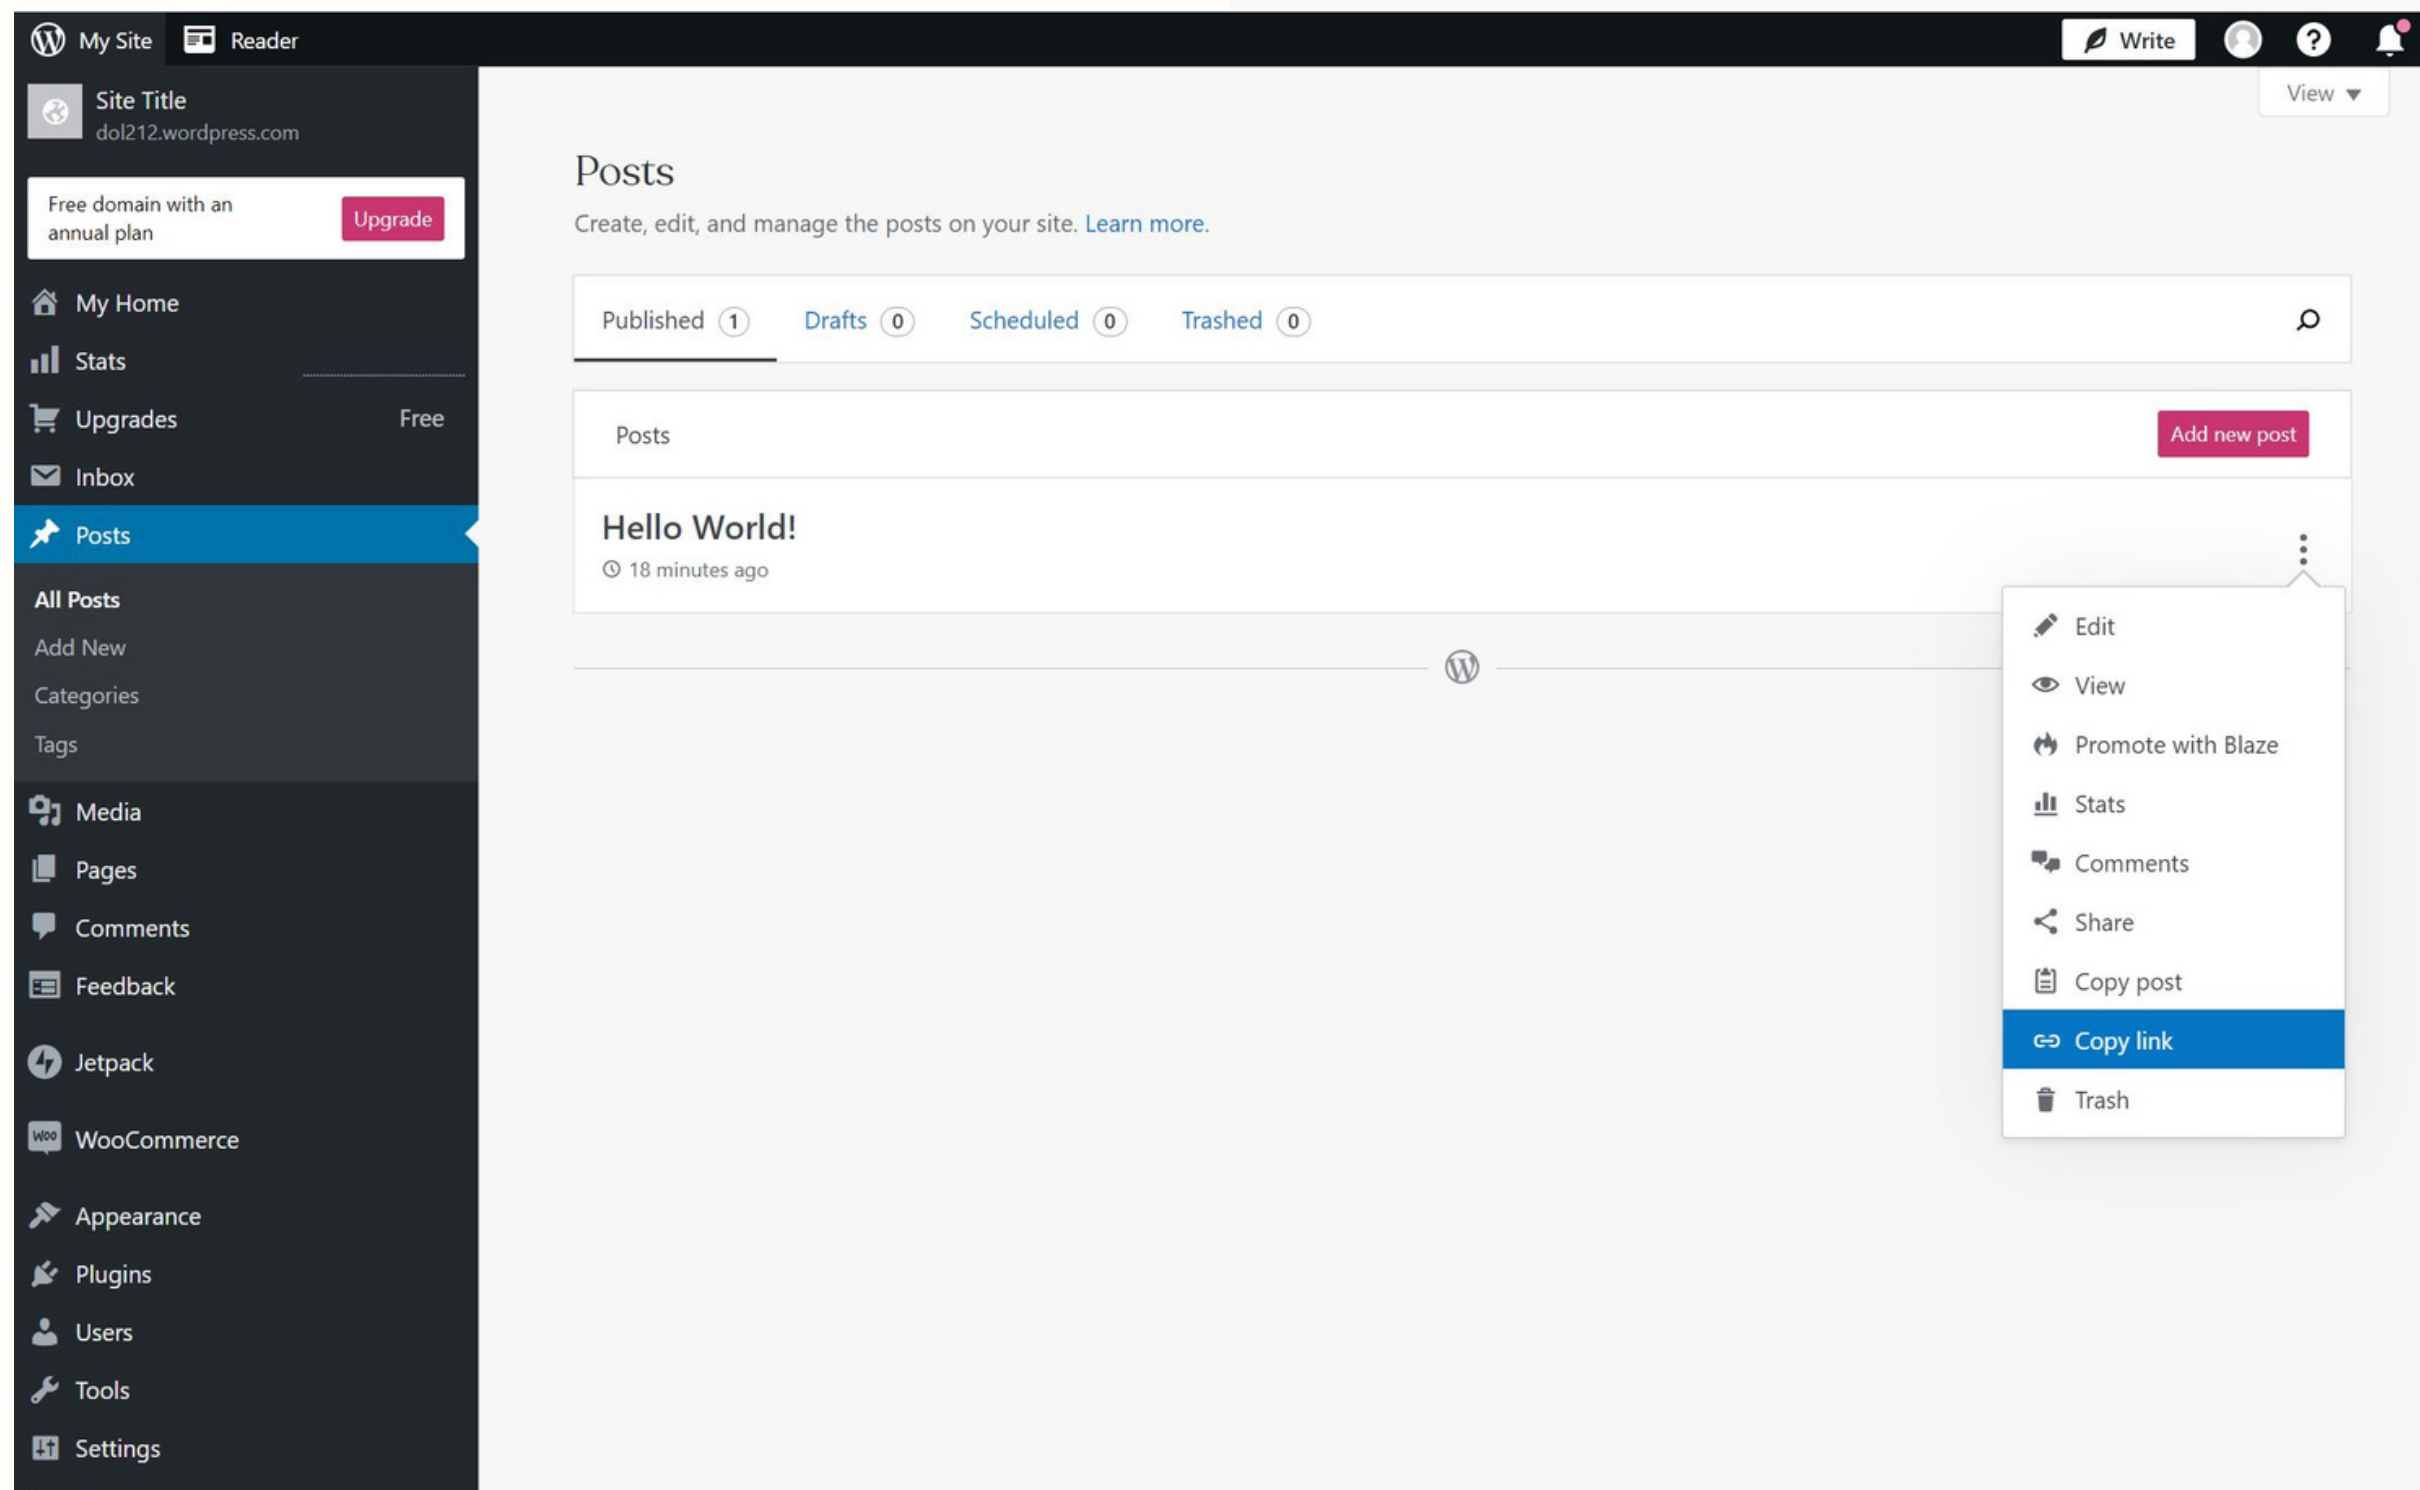 My Site
Reader
Write
Site Title
dol212.wordpress.com
Free domain with an
annual plan
Upgrade
My Home
Stats
Upgrades
Free
Inbox
Posts
All Posts
Add New
Categories
Tags
Media
Pages
Comments
Feedback
Jetpack
Woo WooCommerce
Appearance
Plugins
Users
Tools
Settings
View
Posts
Create, edit, and manage the posts on your site. Learn more.
Published 1 Drafts 0 Scheduled 0 Trashed 0
Posts
Add new post
Hello World!
18 minutes ago
Edit
View
Promote with Blaze
Stats
Comments
Share
Copy post
Copy link
Trash